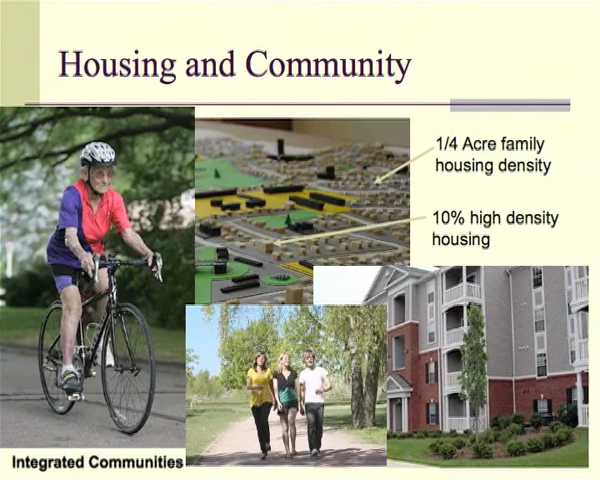 Housing and Community
1/4 Acre family
housing density
10% high density
housing
Integrated Communities